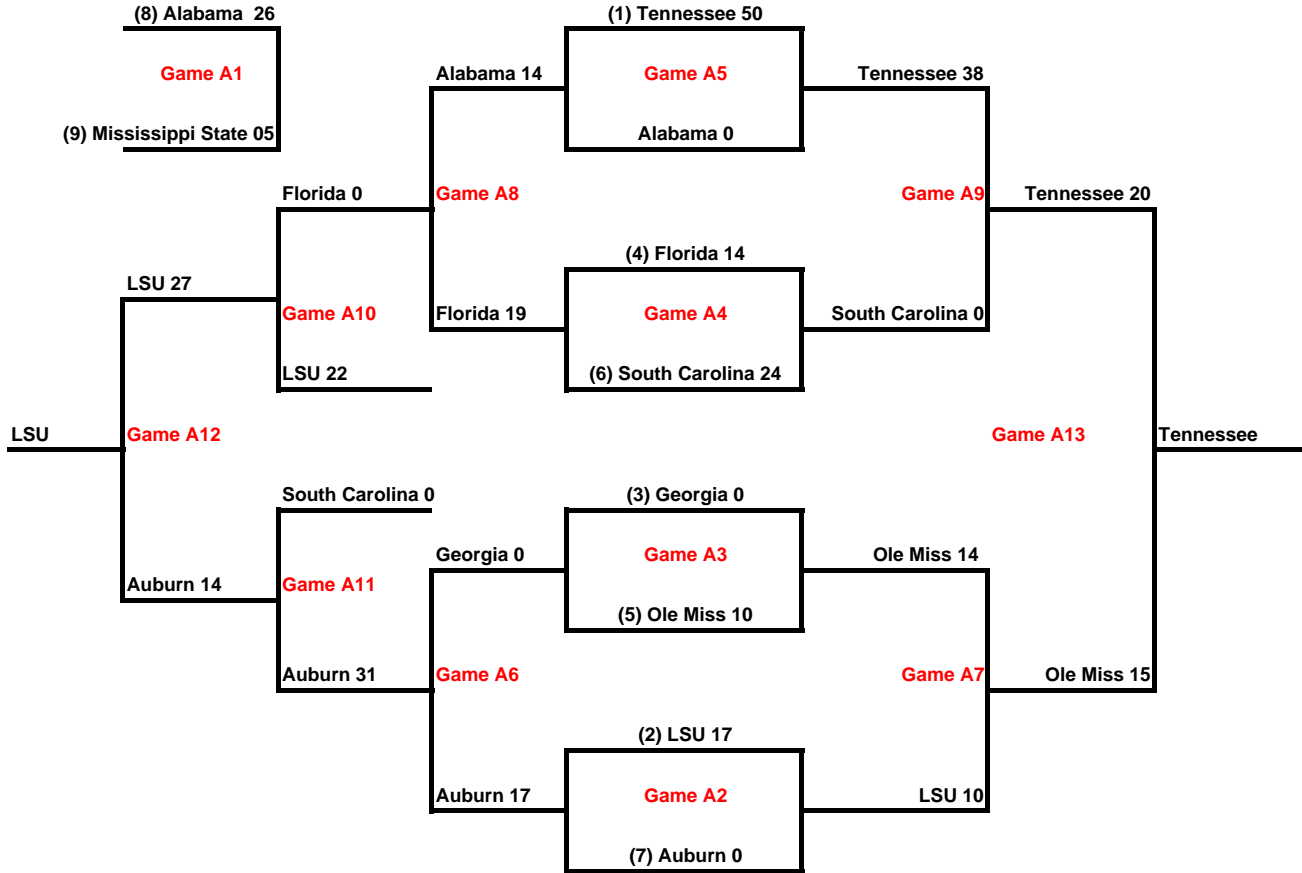 (8) Alabama  26
(1) Tennessee 50
Game A1
Alabama 14
Game A5
Tennessee 38
(9) Mississippi State 05
Alabama 0
Florida 0
Game A8
Game A9
Tennessee 20
(4) Florida 14
LSU 27
Game A10
Florida 19
Game A4
South Carolina 0
LSU 22
(6) South Carolina 24
LSU
Game A12
Game A13
Tennessee
South Carolina 0
(3) Georgia 0
Georgia 0
Game A3
Ole Miss 14
Auburn 14
Game A11
(5) Ole Miss 10
Auburn 31
Game A6
Game A7
Ole Miss 15
(2) LSU 17
Auburn 17
Game A2
LSU 10
(7) Auburn 0